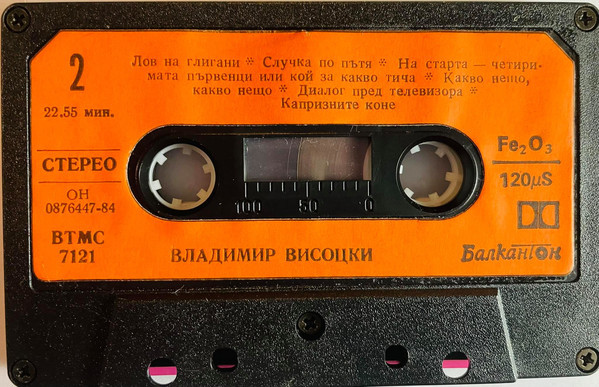 2
22.55 мин.
СТЕРЕО
ОН
0876447-84
ВТМС
7121
Лов на глигани * Случка по пътя * На старта — четири-
мата първенци или кой за какво тича * Какво нещо,
какво нещо * Диалог пред телевизора *
Капризните коне
100 50 0
ВЛАДИМИР ВИСОЦКИ
Fe2O3
120µS
Балкантон